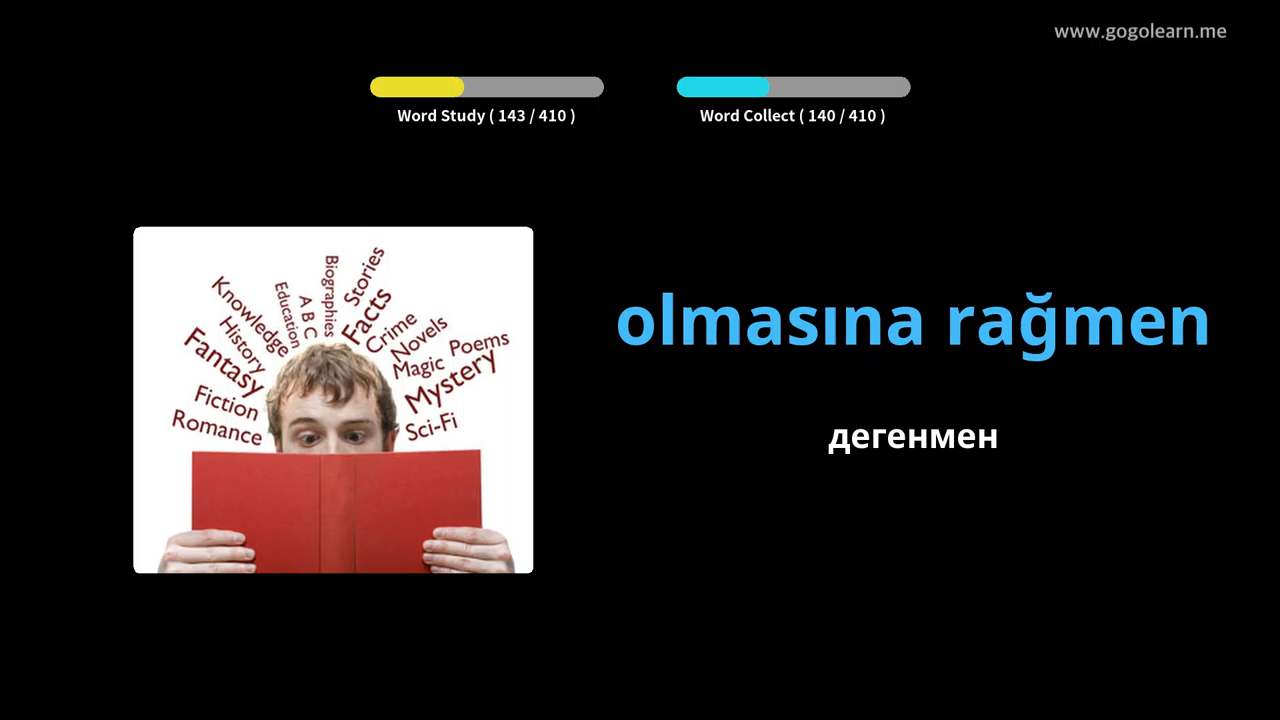 www.gogolearn.me
Word Study ( 143 / 410 )
Word Collect ( 140 / 410 )
Knowledge
Education
A B C
Biographies
Stories
Facts
Crime
Novels
Poems
Magic
Mystery
Sci-Fi
History
Fantasy
Fiction
Romance
olmasına rağmen
дегенмен